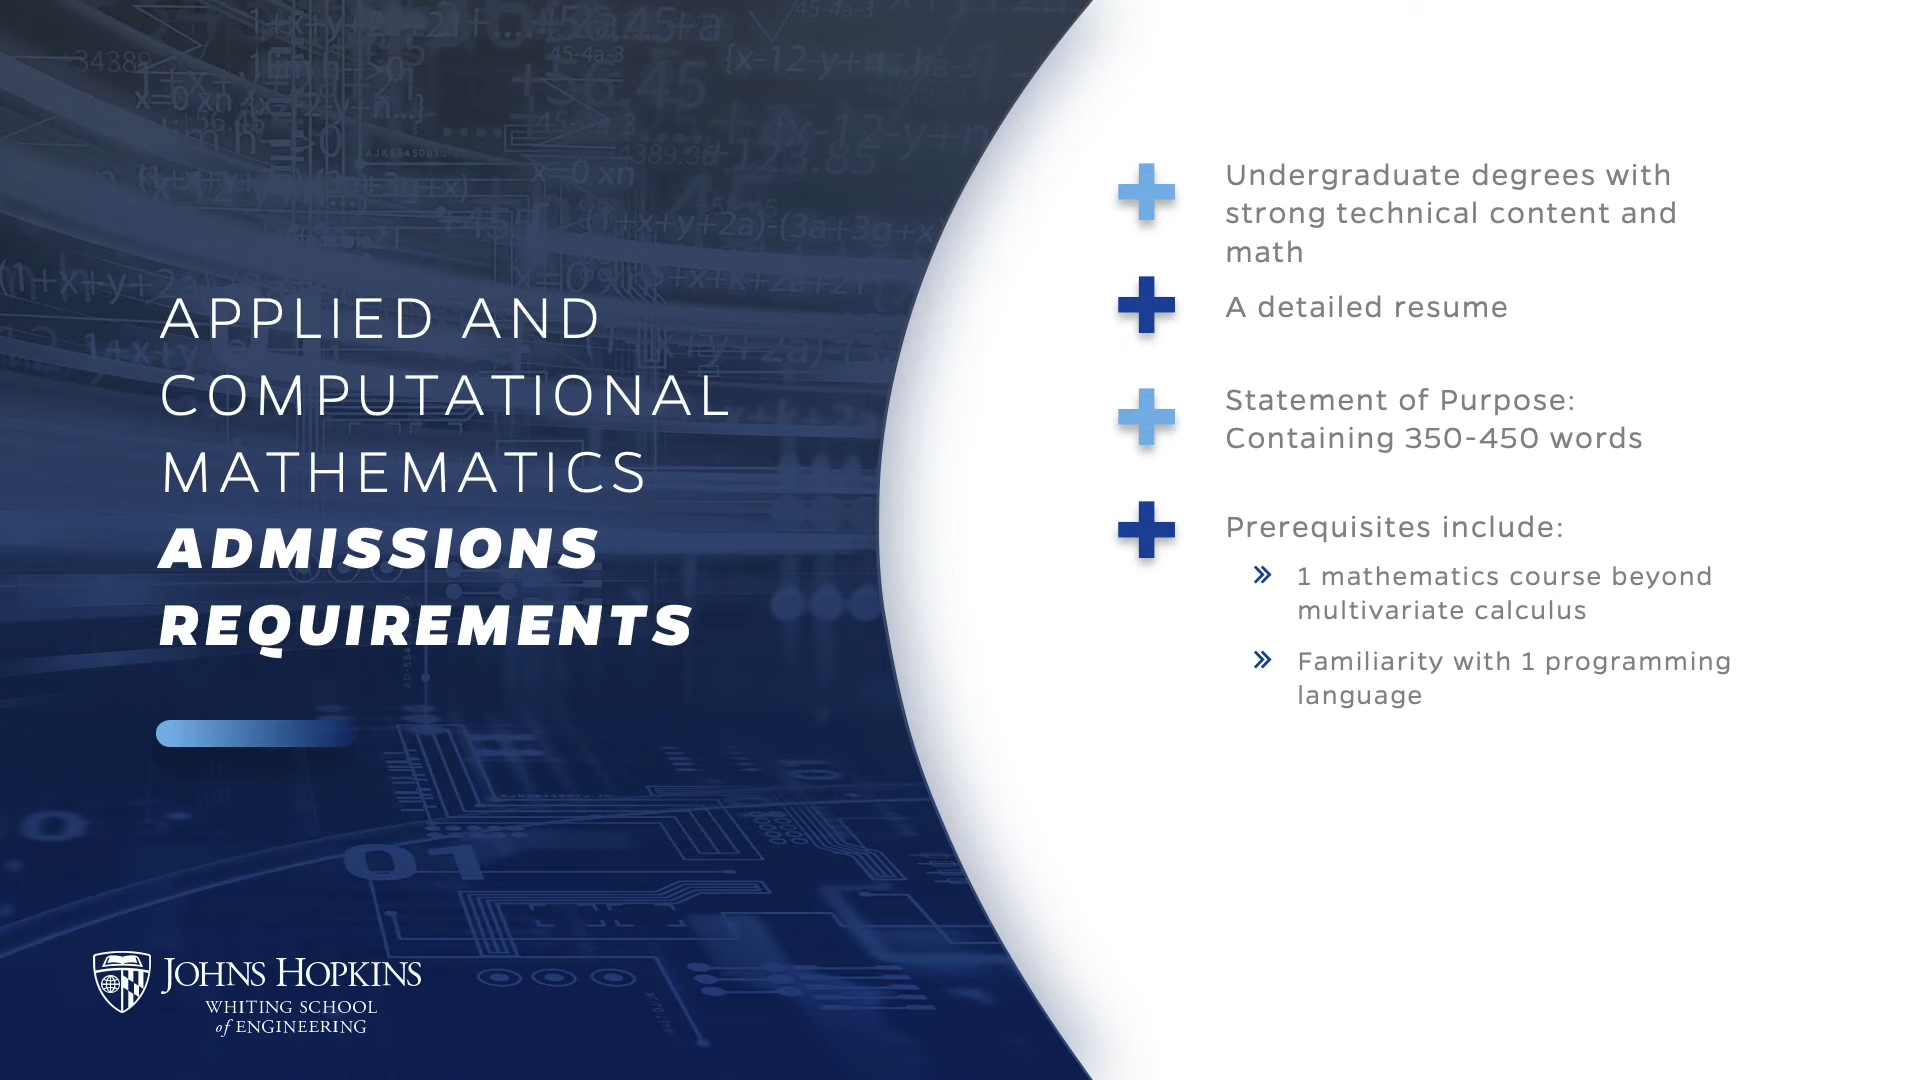 APPLIED AND
COMPUTATIONAL
MATHEMATICS
ADMISSIONS
REQUIREMENTS
JOHNS HOPKINS
WHITING SCHOOL
of ENGINEERING
Undergraduate degrees with
strong technical content and
math
A detailed resume
Statement of Purpose:
Containing 350-450 words
Prerequisites include:
1 mathematics course beyond
multivariate calculus
Familiarity with 1 programming
language